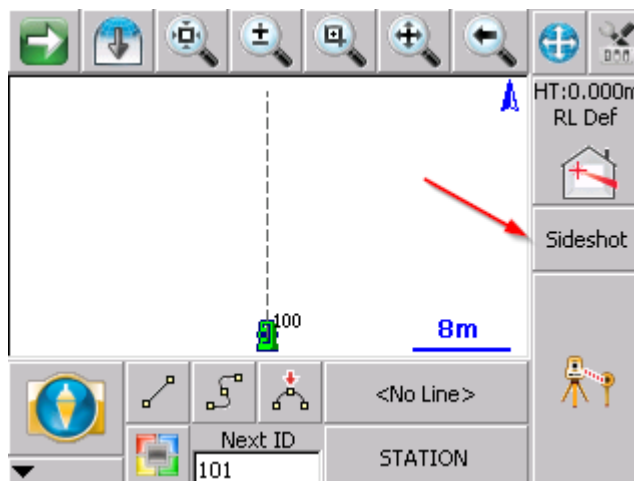 HT:0.000m
RL Def
Sideshot
100
8m
<No Line>
Next ID
101
STATION